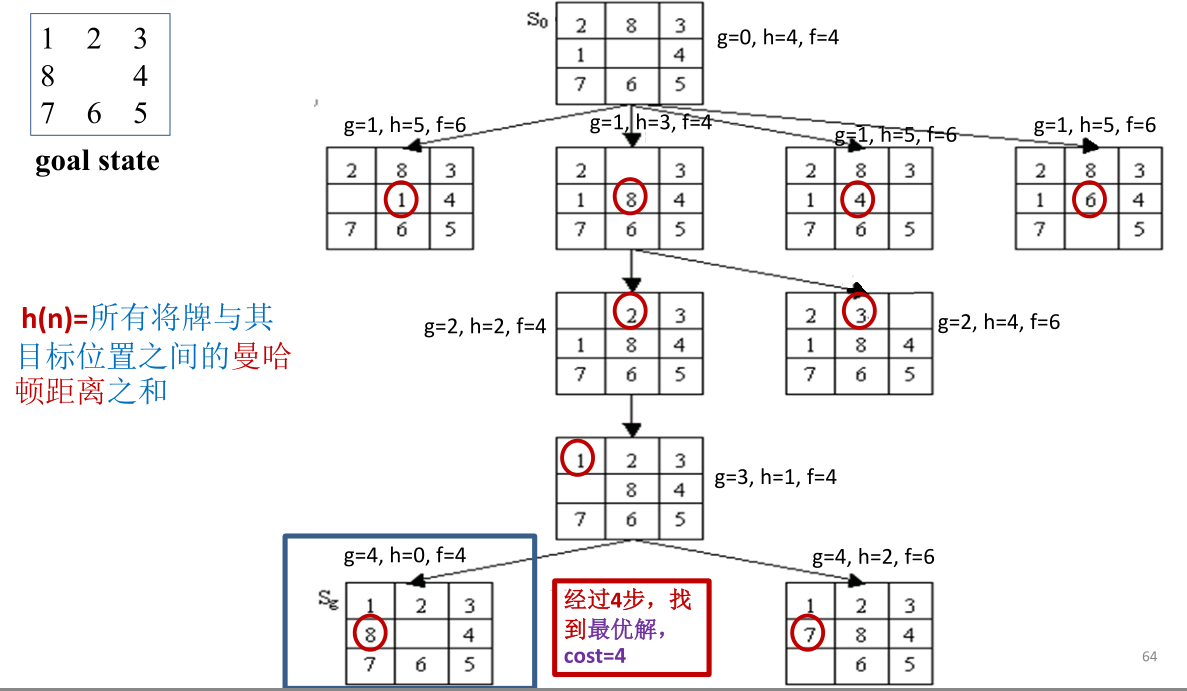 1 2 3
8 4
7 6 5
goal state
S0
2 8 3
1 4
7 6 5
g=0, h=4, f=4
g=1, h=5, f=6
2 8 3
1 4
7 6 5
g=1, h=3, f=4
2 3
1 8 4
7 6 5
g=1, h=5, f=6
2 8 3
1 4
7 6 5
g=1, h=5, f=6
2 8 3
1 6 4
7 5
h(n)=所有将牌与其
目标位置之间的曼哈
顿距离之和
g=2, h=2, f=4
2 3
1 8 4
7 6 5
2 3
1 8 4
7 6 5
g=2, h=4, f=6
1 2 3
8 4
7 6 5
g=3, h=1, f=4
g=4, h=0, f=4
Sg
1 2 3
8 4
7 6 5
经过4步，找
到最优解，
cost=4
g=4, h=2, f=6
1 2 3
7 8 4
6 5
64